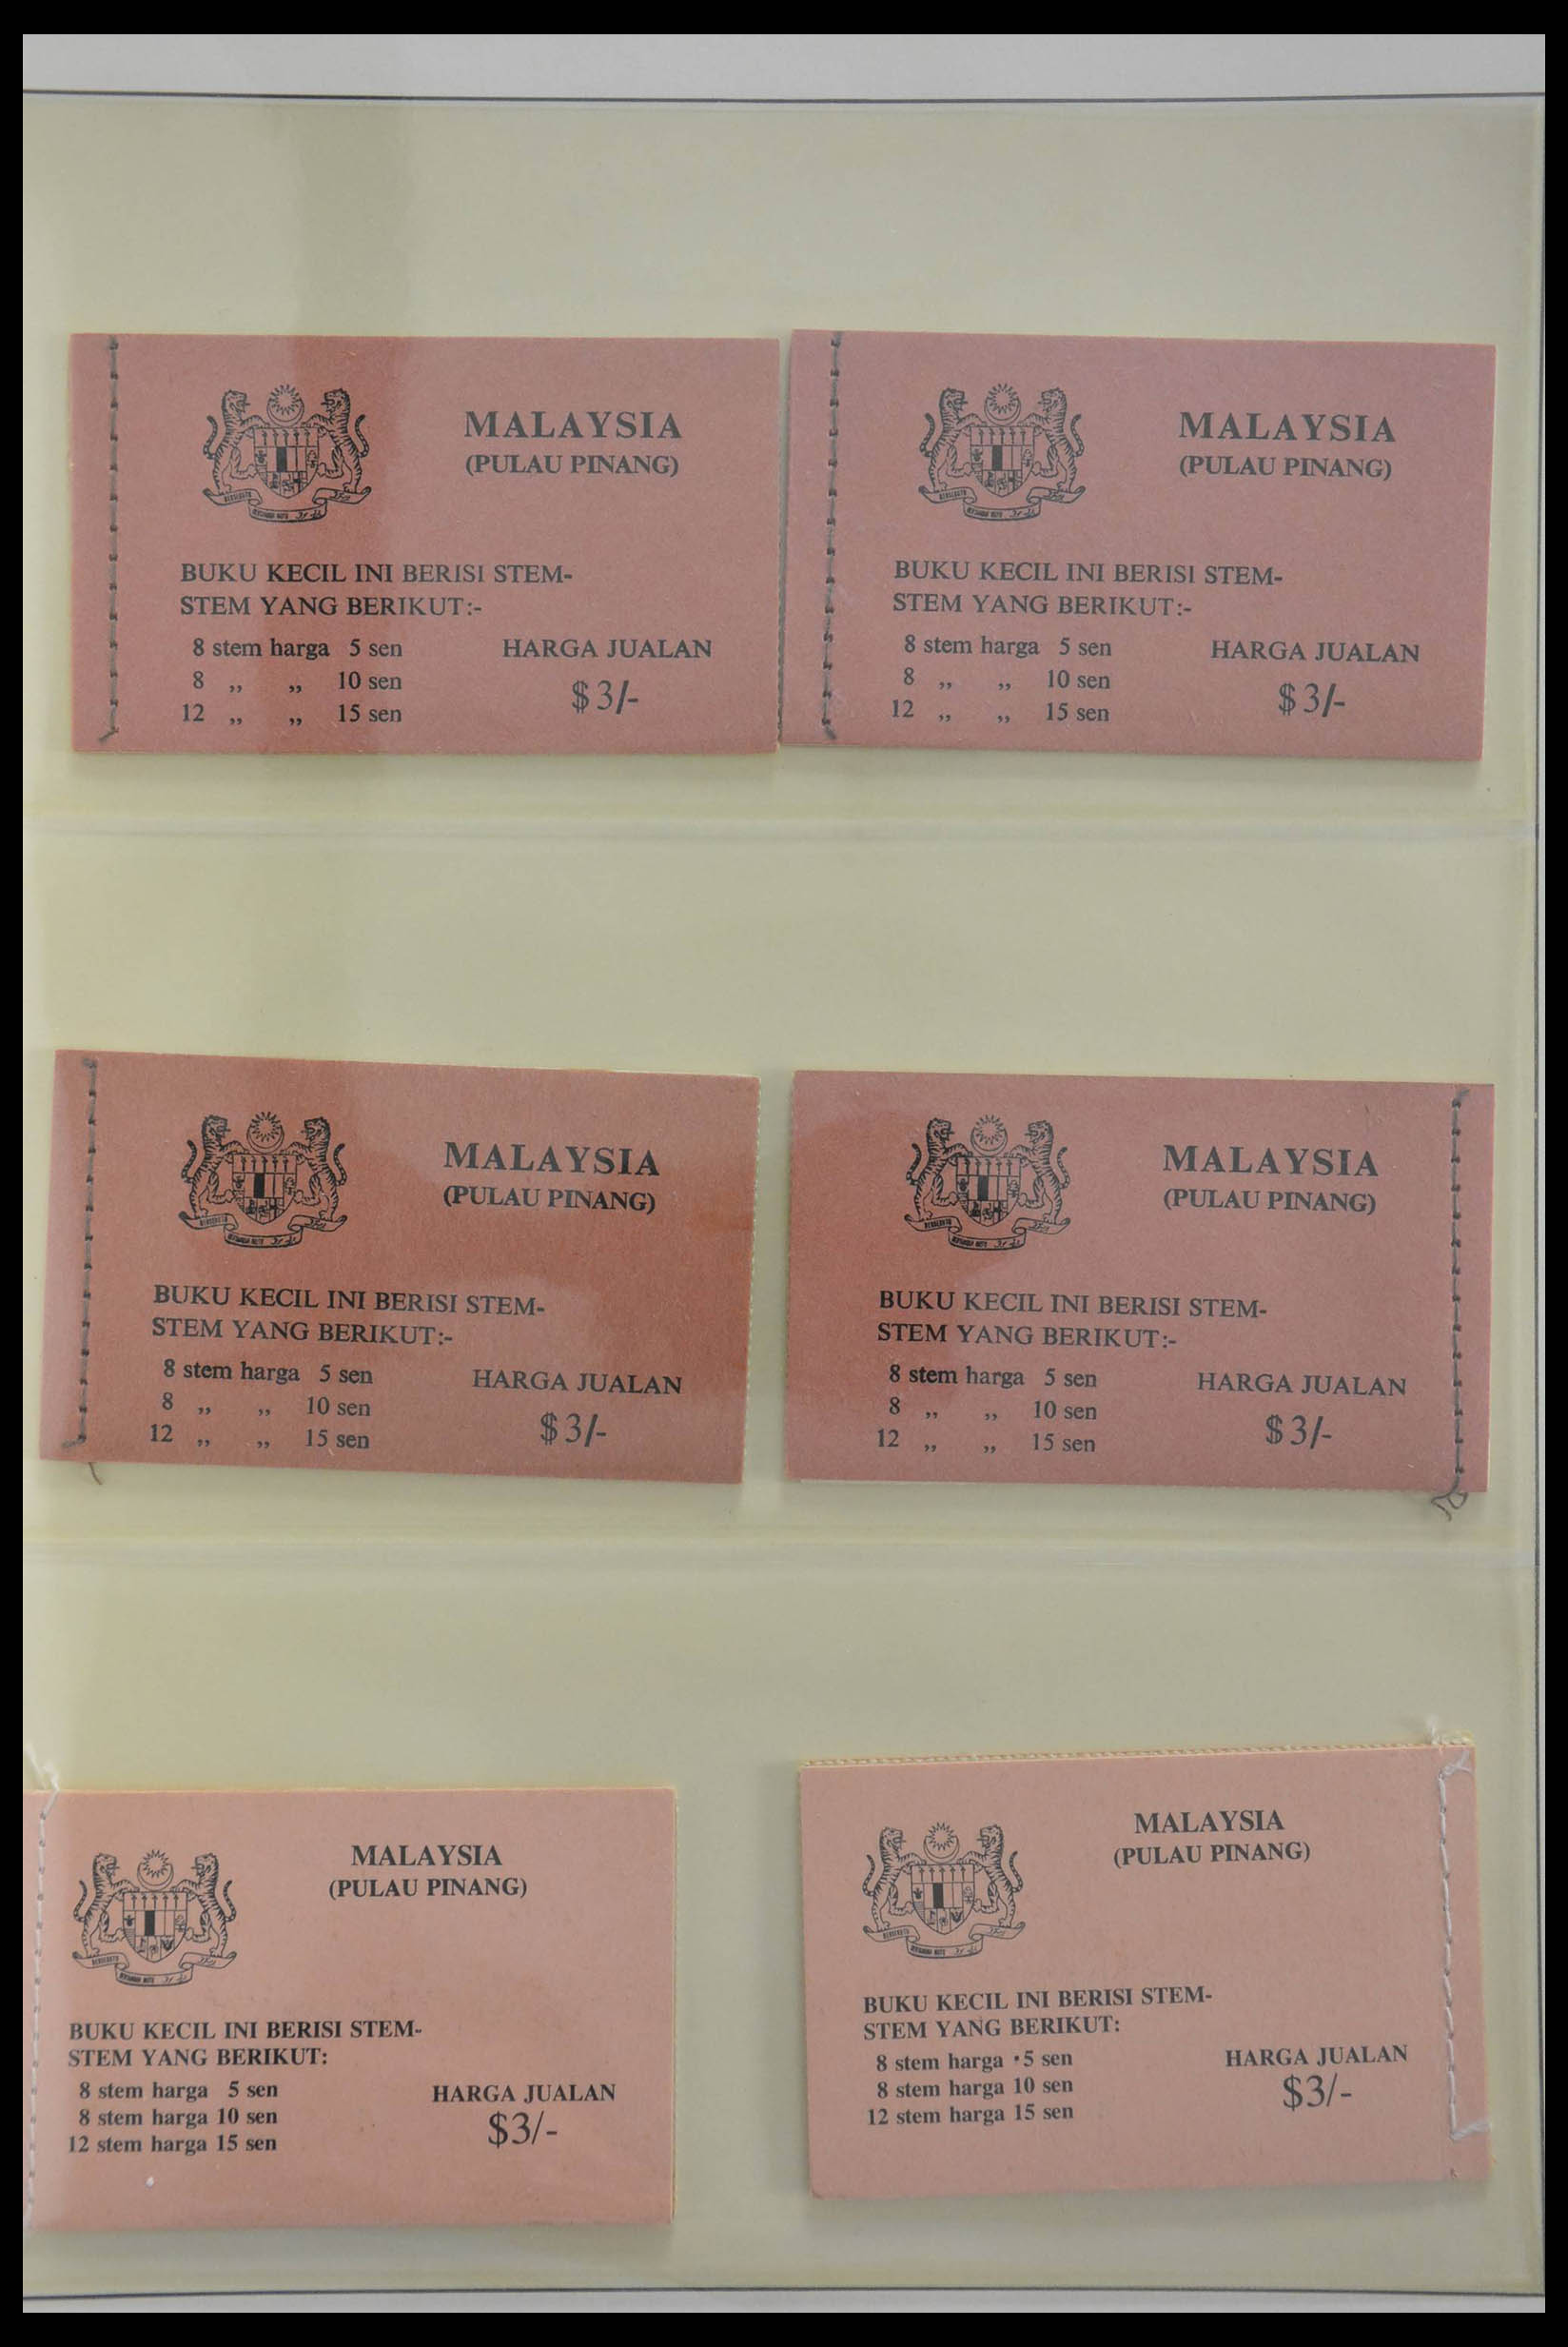 MALAYSIA
(PULAU PINANG)
BUKU KECIL INI BERISI STEM-
STEM YANG BERIKUT:-
8 stem harga 5 sen
8 ,, ,, 10 sen
12 ,, ,, 15 sen
HARGA JUALAN
$3/-
MALAYSIA
(PULAU PINANG)
BUKU KECIL INI BERISI STEM-
STEM YANG BERIKUT:-
8 stem harga 5 sen
8 ,, ,, 10 sen
12 ,, ,, 15 sen
HARGA JUALAN
$3/-
MALAYSIA
(PULAU PINANG)
BUKU KECIL INI BERISI STEM-
STEM YANG BERIKUT:-
8 stem harga 5 sen
8 ,, ,, 10 sen
12 ,, ,, 15 sen
HARGA JUALAN
$3/-
MALAYSIA
(PULAU PINANG)
BUKU KECIL INI BERISI STEM-
STEM YANG BERIKUT:-
8 stem harga 5 sen
8 ,, ,, 10 sen
12 ,, ,, 15 sen
HARGA JUALAN
$3/-
MALAYSIA
(PULAU PINANG)
BUKU KECIL INI BERISI STEM-
STEM YANG BERIKUT:
8 stem harga 5 sen
8 stem harga 10 sen
12 stem harga 15 sen
HARGA JUALAN
$3/-
MALAYSIA
(PULAU PINANG)
BUKU KECIL INI BERISI STEM-
STEM YANG BERIKUT:
8 stem harga 5 sen
8 stem harga 10 sen
12 stem harga 15 sen
HARGA JUALAN
$3/-